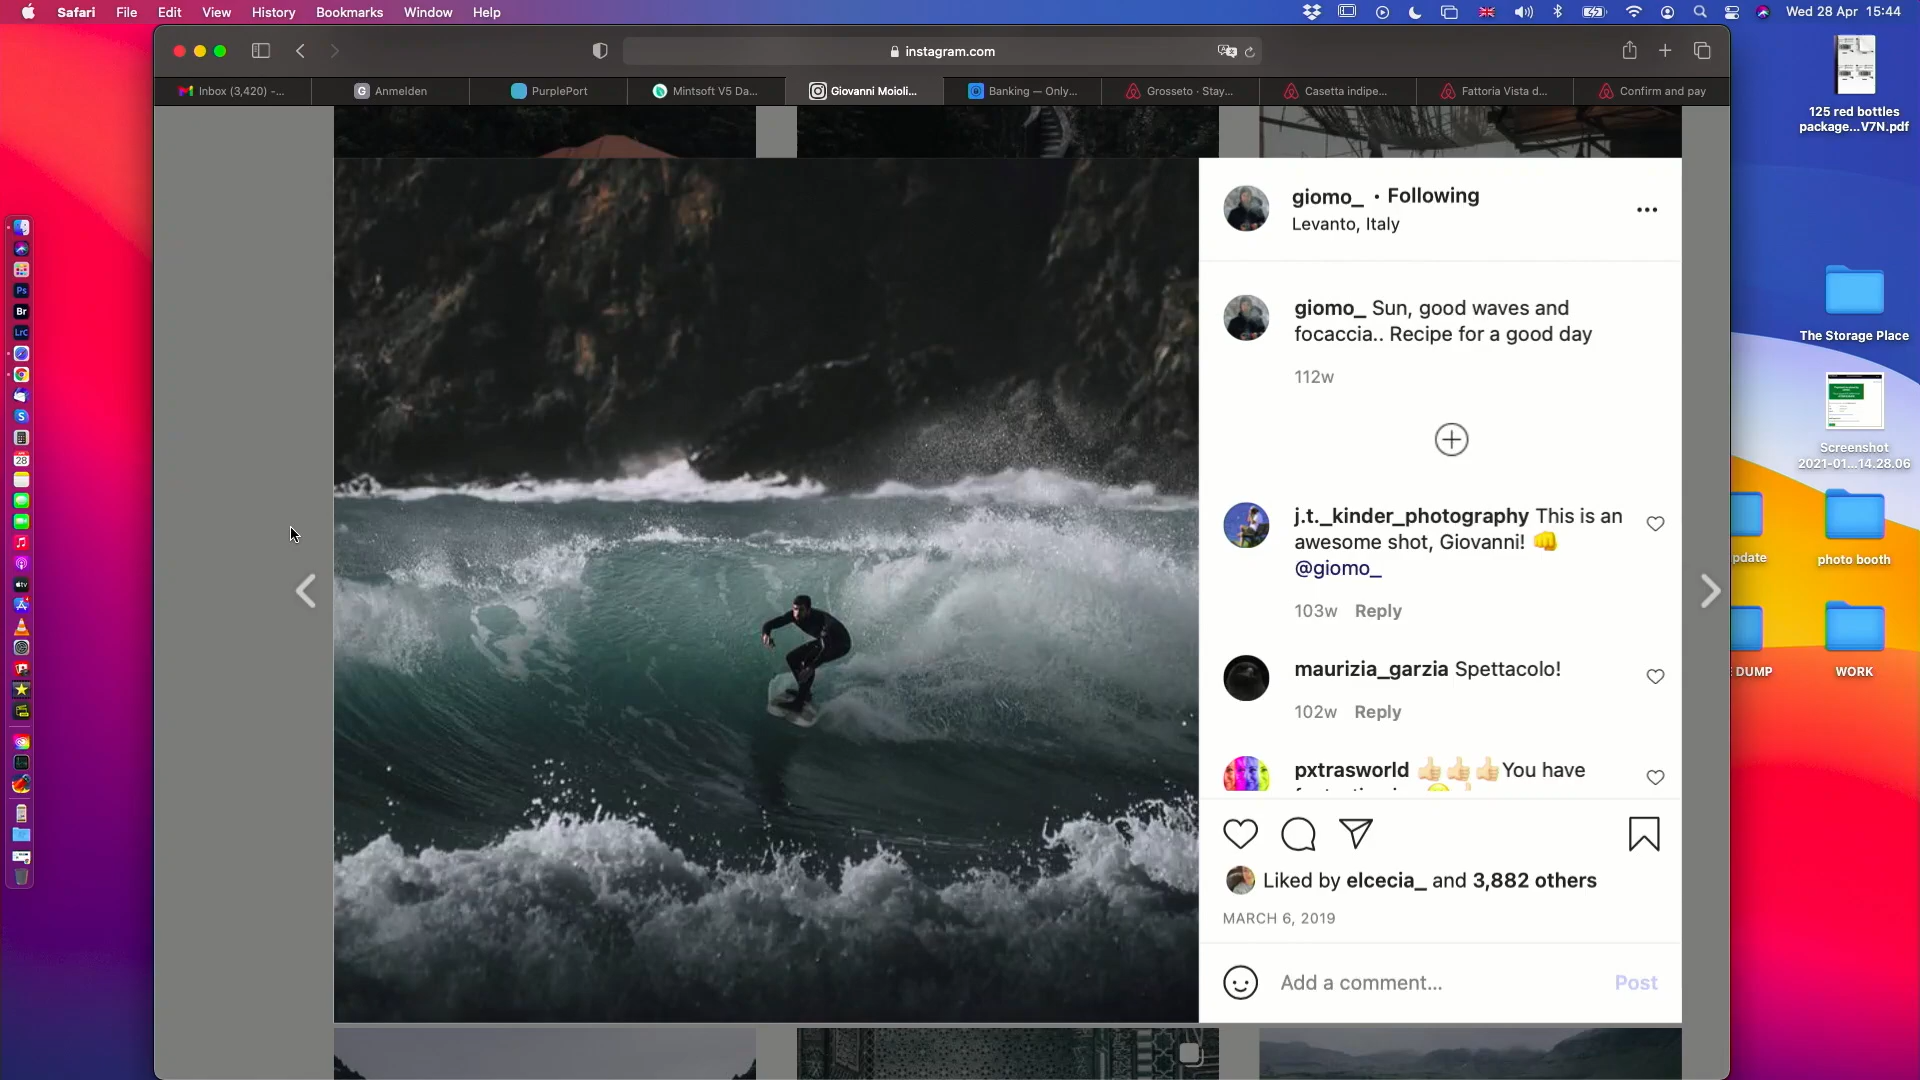 Safari File Edit View History Bookmarks Window Help
Wed 28 Apr 15:44
instagram.com
Inbox (3,420) -...
G Anmelden
PurplePort
Mintsoft V5 Da...
Giovanni Moioli...
Banking — Only...
Grosseto · Stay...
Casetta indipe...
Fattoria Vista d...
Confirm and pay
125 red bottles
package...V7N.pdf
The Storage Place
Screenshot
2021-01...14.28.06
pdate
photo booth
DUMP
WORK
Ps
Br
LrC
28
giomo_ • Following
Levanto, Italy
giomo_ Sun, good waves and
focaccia.. Recipe for a good day
112w
j.t._kinder_photography This is an
awesome shot, Giovanni! 👊
@giomo_
103w Reply
maurizia_garzia Spettacolo!
102w Reply
pxtrasworld 👍🏻👍🏻👍🏻You have
Liked by elcecia_ and 3,882 others
MARCH 6, 2019
Add a comment...
Post